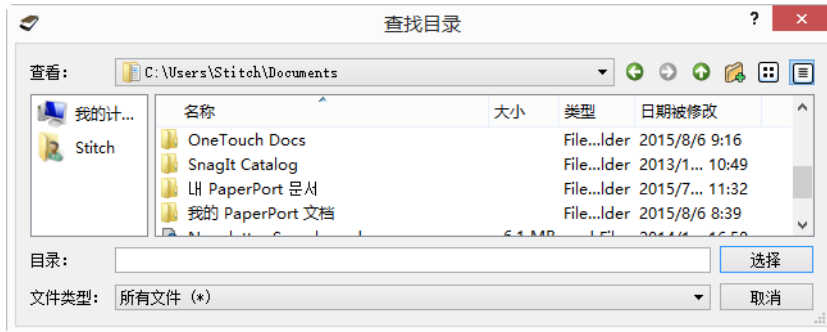 查找目录
?
查看: C:\Users\Stitch\Documents
我的计...
Stitch
名称 大小 类型 日期被修改
OneTouch Docs File...lder 2015/8/6 9:16
SnagIt Catalog File...lder 2013/1... 10:49
내 PaperPort 문서 File...lder 2015/7... 11:32
我的 PaperPort 文档 File...lder 2015/8/6 8:39
目录: 选择
文件类型: 所有文件 (*) 取消